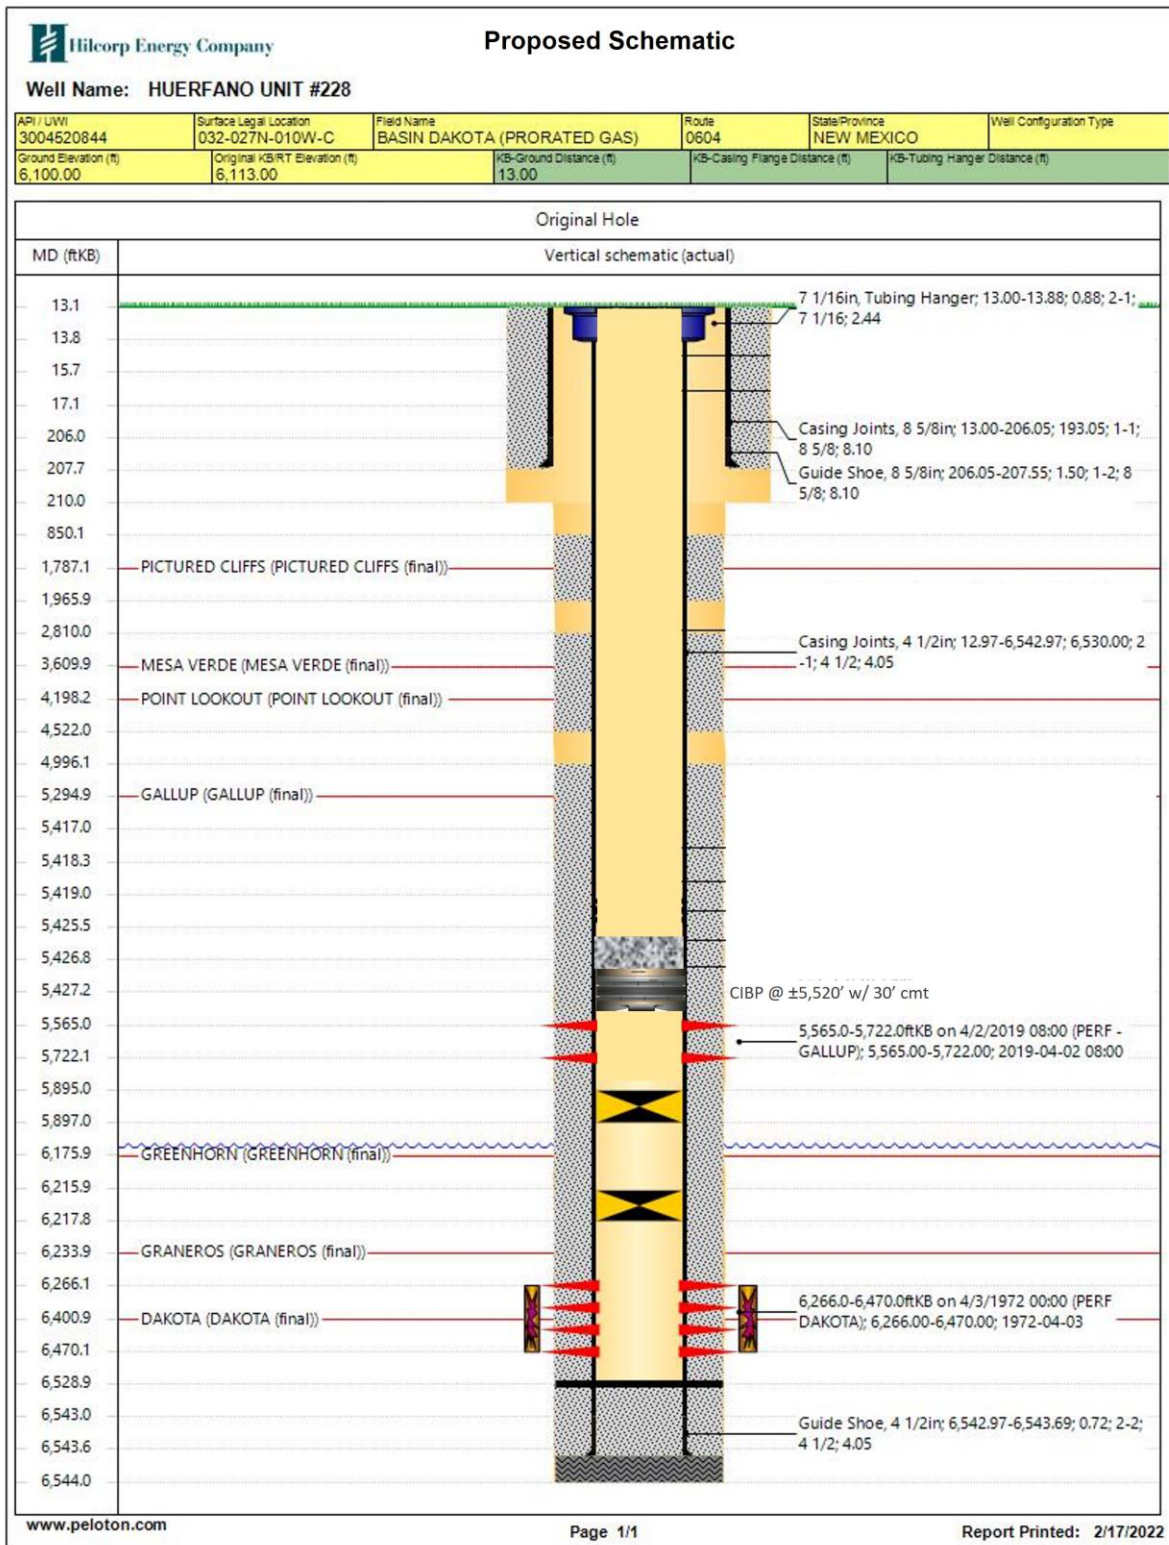 Hilcorp Energy Company
Proposed Schematic
Well Name: HUERFANO UNIT #228
API / UWI
3004520844
Surface Legal Location
032-027N-010W-C
Field Name
BASIN DAKOTA (PRORATED GAS)
Route
0604
State/Province
NEW MEXICO
Well Configuration Type
Ground Elevation (ft)
6,100.00
Original KB/RT Elevation (ft)
6,113.00
KB-Ground Distance (ft)
13.00
KB-Casing Flange Distance (ft)
KB-Tubing Hanger Distance (ft)
Original Hole
MD (ftKB)
Vertical schematic (actual)
13.1
7 1/16in, Tubing Hanger; 13.00-13.88; 0.88; 2-1;
7 1/16; 2.44
13.8
15.7
17.1
206.0
Casing Joints, 8 5/8in; 13.00-206.05; 193.05; 1-1;
8 5/8; 8.10
207.7
Guide Shoe, 8 5/8in; 206.05-207.55; 1.50; 1-2; 8
5/8; 8.10
210.0
850.1
1,787.1
PICTURED CLIFFS (PICTURED CLIFFS (final))
1,965.9
2,810.0
Casing Joints, 4 1/2in; 12.97-6,542.97; 6,530.00; 2
-1; 4 1/2; 4.05
3,609.9
MESA VERDE (MESA VERDE (final))
4,198.2
POINT LOOKOUT (POINT LOOKOUT (final))
4,522.0
4,996.1
5,294.9
GALLUP (GALLUP (final))
5,417.0
5,418.3
5,419.0
5,425.5
5,426.8
5,427.2
CIBP @ ±5,520' w/ 30' cmt
5,565.0
5,565.0-5,722.0ftKB on 4/2/2019 08:00 (PERF -
GALLUP); 5,565.00-5,722.00; 2019-04-02 08:00
5,722.1
5,895.0
5,897.0
6,175.9
GREENHORN (GREENHORN (final))
6,215.9
6,217.8
6,233.9
GRANEROS (GRANEROS (final))
6,266.1
6,266.0-6,470.0ftKB on 4/3/1972 00:00 (PERF
DAKOTA); 6,266.00-6,470.00; 1972-04-03
6,400.9
DAKOTA (DAKOTA (final))
6,470.1
6,528.9
6,543.0
Guide Shoe, 4 1/2in; 6,542.97-6,543.69; 0.72; 2-2;
4 1/2; 4.05
6,543.6
6,544.0
www.peloton.com
Page 1/1
Report Printed: 2/17/2022